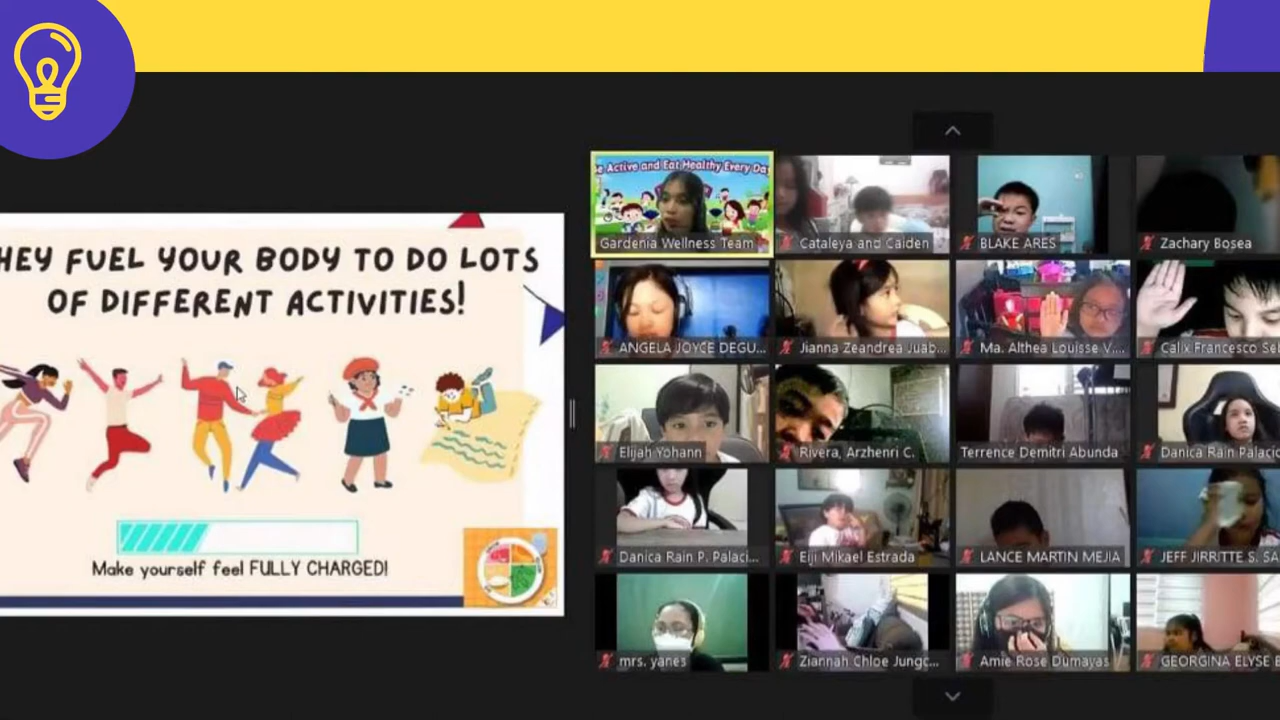 HEY FUEL YOUR BODY TO DO LOTS
OF DIFFERENT ACTIVITIES!
Make yourself feel FULLY CHARGED!
e Active and Eat Healthy Every Da
Gardenia Wellness Team
Cataleya and Caiden
BLAKE ARES
Zachary Bosea
ANGELA JOYCE DEGU...
Jianna Zeandrea Juab...
Ma. Althea Louisse V....
Calix Francesco Se
Elijah Yohann
Rivera, Arzhenri C.
Terrence Demitri Abunda
Danica Rain Palaci
Danica Rain P. Palaci...
Eiji Mikael Estrada
LANCE MARTIN MEJIA
JEFF JIRRITTE S. SA
mrs. yanes
Ziannah Chloe Jungc...
Amie Rose Dumayas
GEORGINA ELYSE